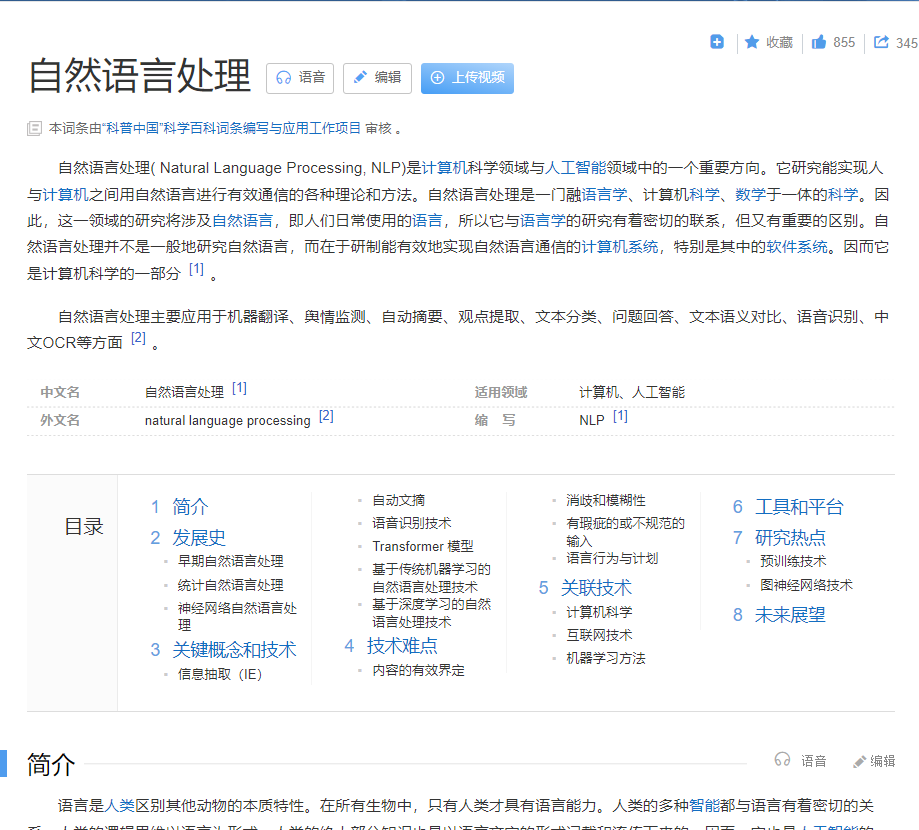 收藏 855 345
自然语言处理 语音 编辑 上传视频
本词条由“科普中国”科学百科词条编写与应用工作项目 审核 。
自然语言处理( Natural Language Processing, NLP)是计算机科学领域与人工智能领域中的一个重要方向。它研究能实现人
与计算机之间用自然语言进行有效通信的各种理论和方法。自然语言处理是一门融语言学、计算机科学、数学于一体的科学。因
此，这一领域的研究将涉及自然语言，即人们日常使用的语言，所以它与语言学的研究有着密切的联系，但又有重要的区别。自
然语言处理并不是一般地研究自然语言，而在于研制能有效地实现自然语言通信的计算机系统，特别是其中的软件系统。因而它
是计算机科学的一部分 [1] 。
自然语言处理主要应用于机器翻译、舆情监测、自动摘要、观点提取、文本分类、问题回答、文本语义对比、语音识别、中
文OCR等方面 [2] 。
中文名 自然语言处理 [1] 适用领域 计算机、人工智能
外文名 natural language processing [2] 缩 写 NLP [1]
目录
1 简介
2 发展史
早期自然语言处理
统计自然语言处理
神经网络自然语言处
理
3 关键概念和技术
信息抽取（IE）
自动文摘
语音识别技术
Transformer 模型
基于传统机器学习的
自然语言处理技术
基于深度学习的自然
语言处理技术
4 技术难点
内容的有效界定
消歧和模糊性
有瑕疵的或不规范的
输入
语言行为与计划
5 关联技术
计算机科学
互联网技术
机器学习方法
6 工具和平台
7 研究热点
预训练技术
图神经网络技术
8 未来展望
简介 语音 编辑
语言是人类区别其他动物的本质特性。在所有生物中，只有人类才具有语言能力。人类的多种智能都与语言有着密切的关